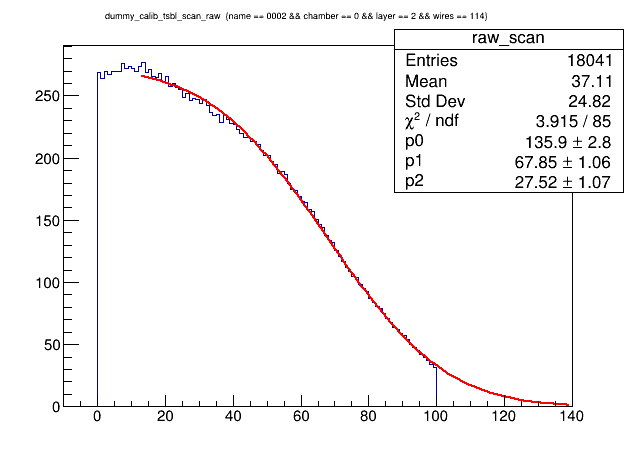 dummy_calib_tsbl_scan_raw (name == 0002 && chamber == 0 && layer == 2 && wires == 114)
raw_scan
Entries 18041
Mean 37.11
Std Dev 24.82
χ² / ndf 3.915 / 85
p0 135.9 ± 2.8
p1 67.85 ± 1.06
p2 27.52 ± 1.07
250
200
150
100
50
0
0 20 40 60 80 100 120 140